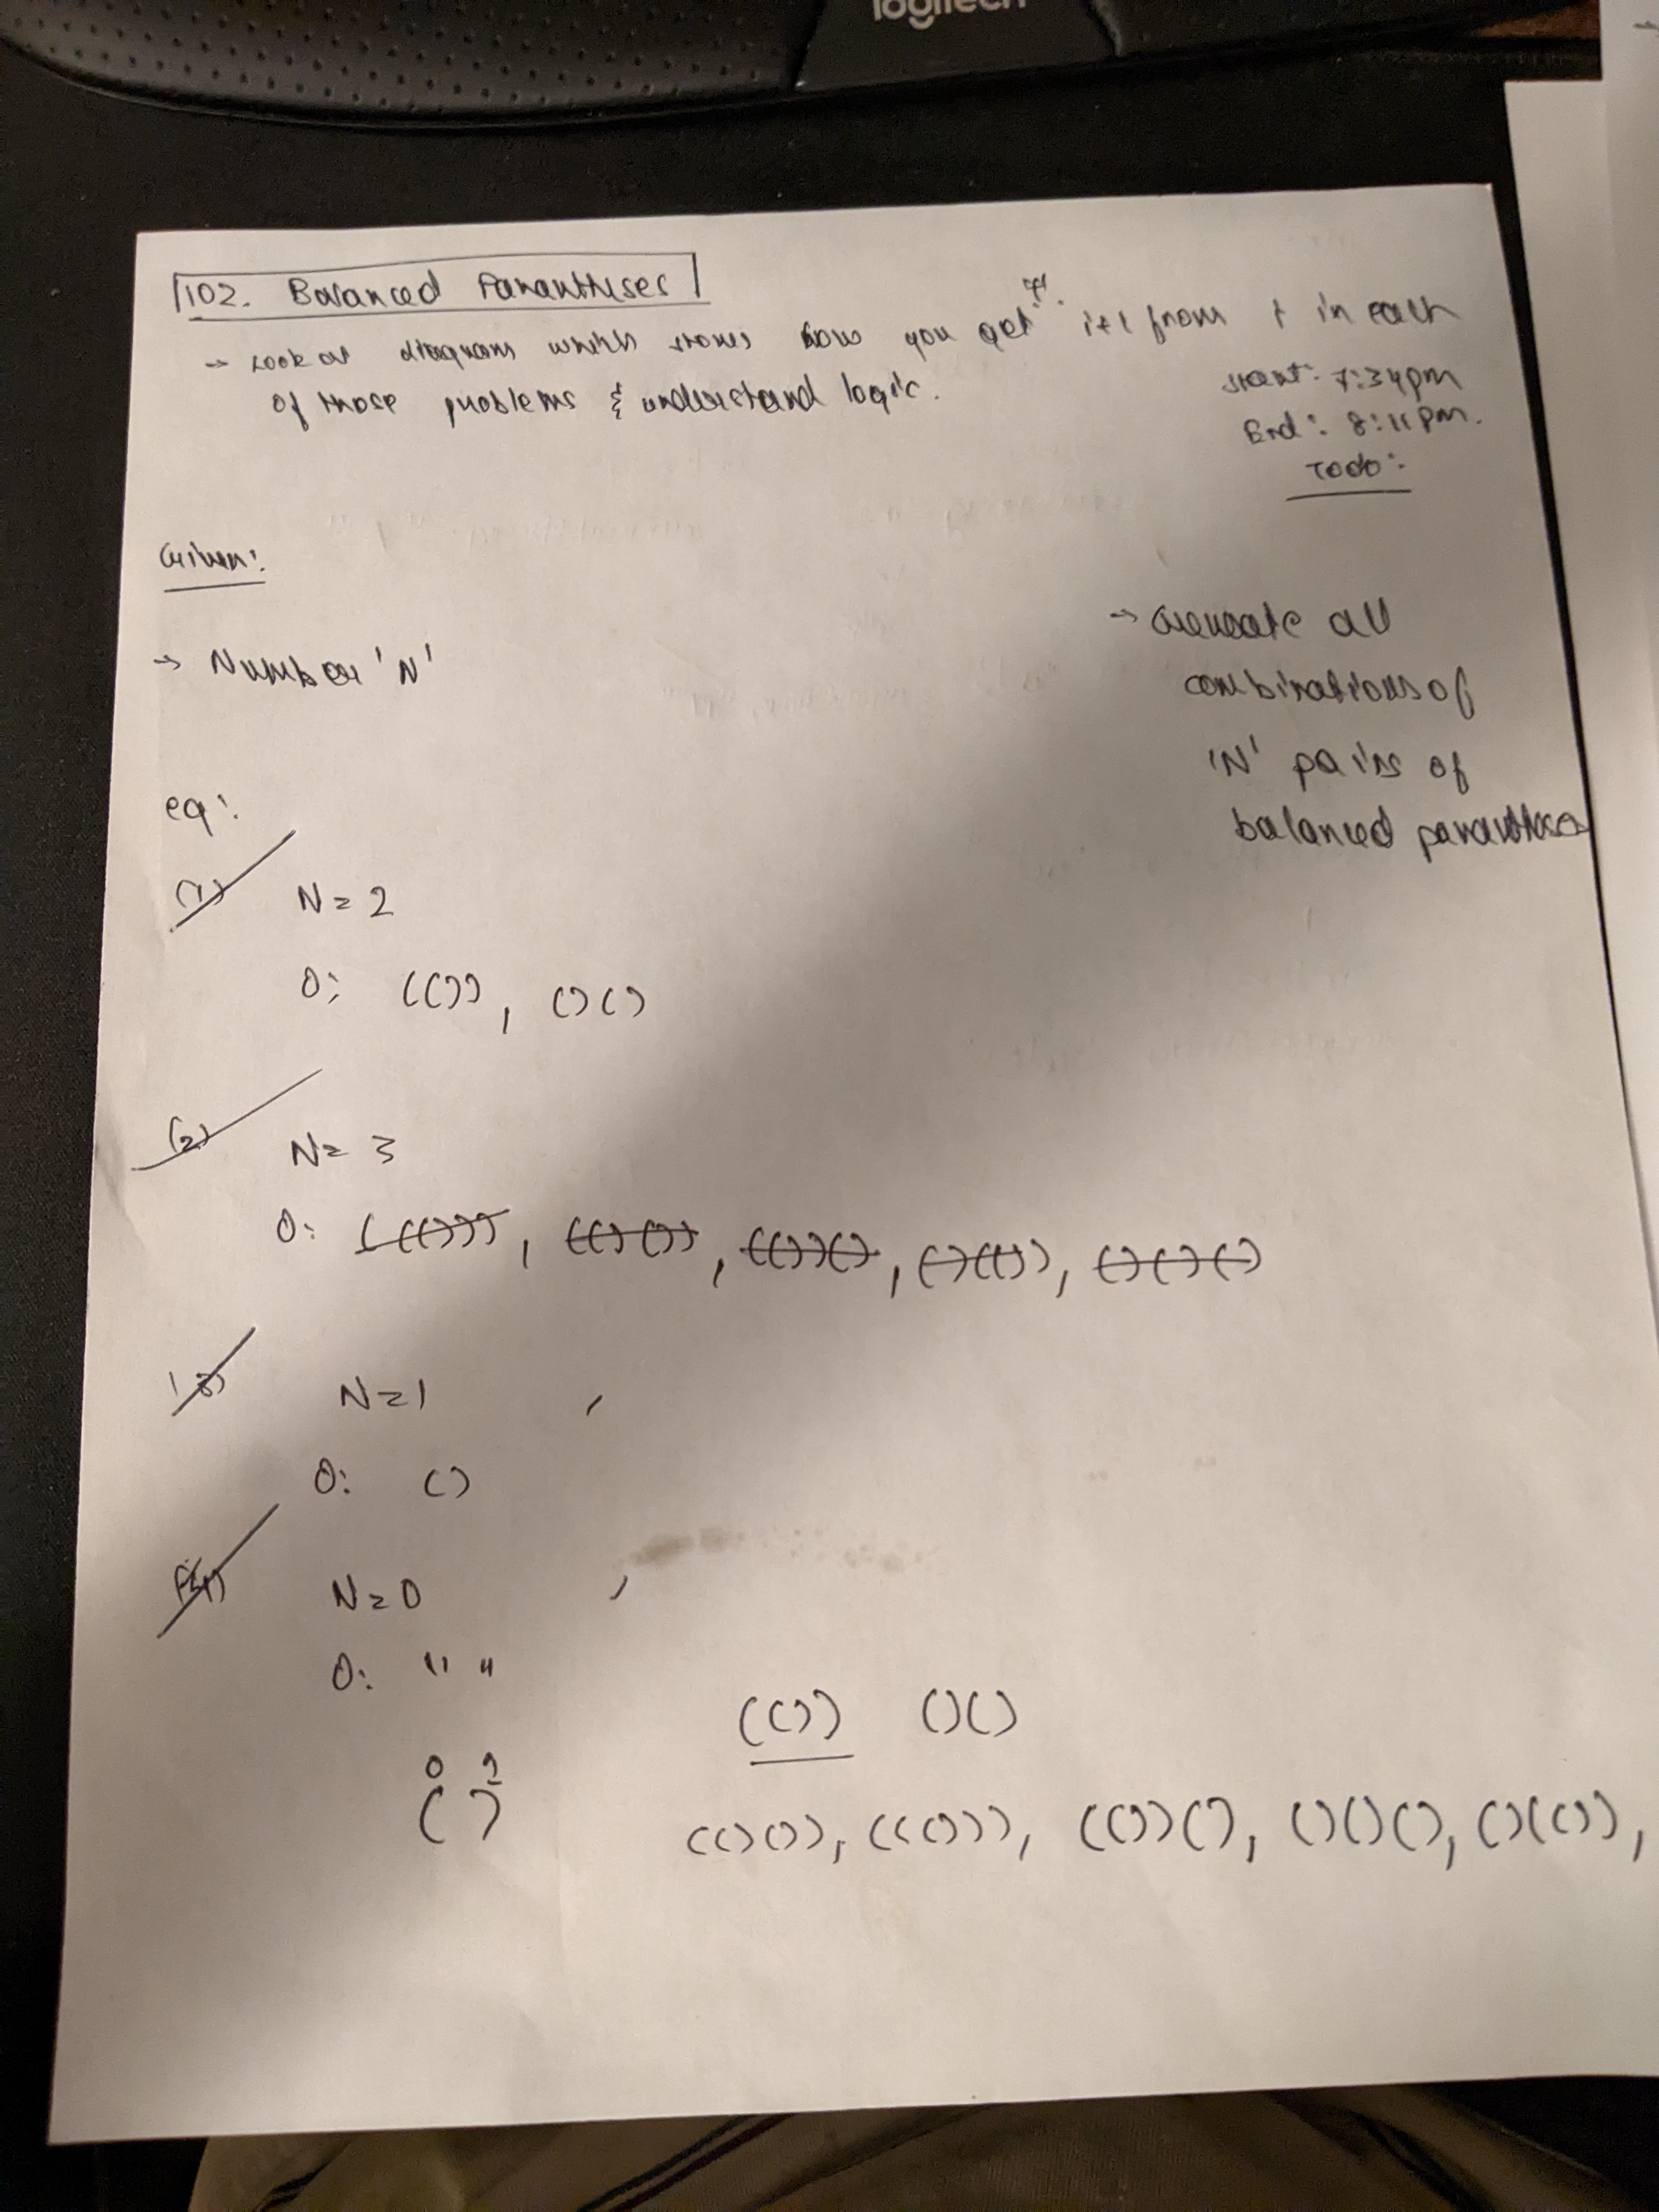 logitech
102. Balanced Parantheses
→ Look at diagram which shows how you get i+1 from i in each
of those problems & understand logic.
Start: 7:34pm
End: 8:11pm.
Todo:
Given:
→ Number 'N'
→ Generate all
combinations of
'N' pairs of
balanced parantheses
eg:
(1) N = 2
O: (()), ()()
(2) N = 3
O: ((())), (()()), (())(), ()(()), ()()()
(3) N=1
O: ()
(4) N=0
O: " "
(()) ()()
0 1
( )
(()()), ((())), (())(), ()()(), ()(()),